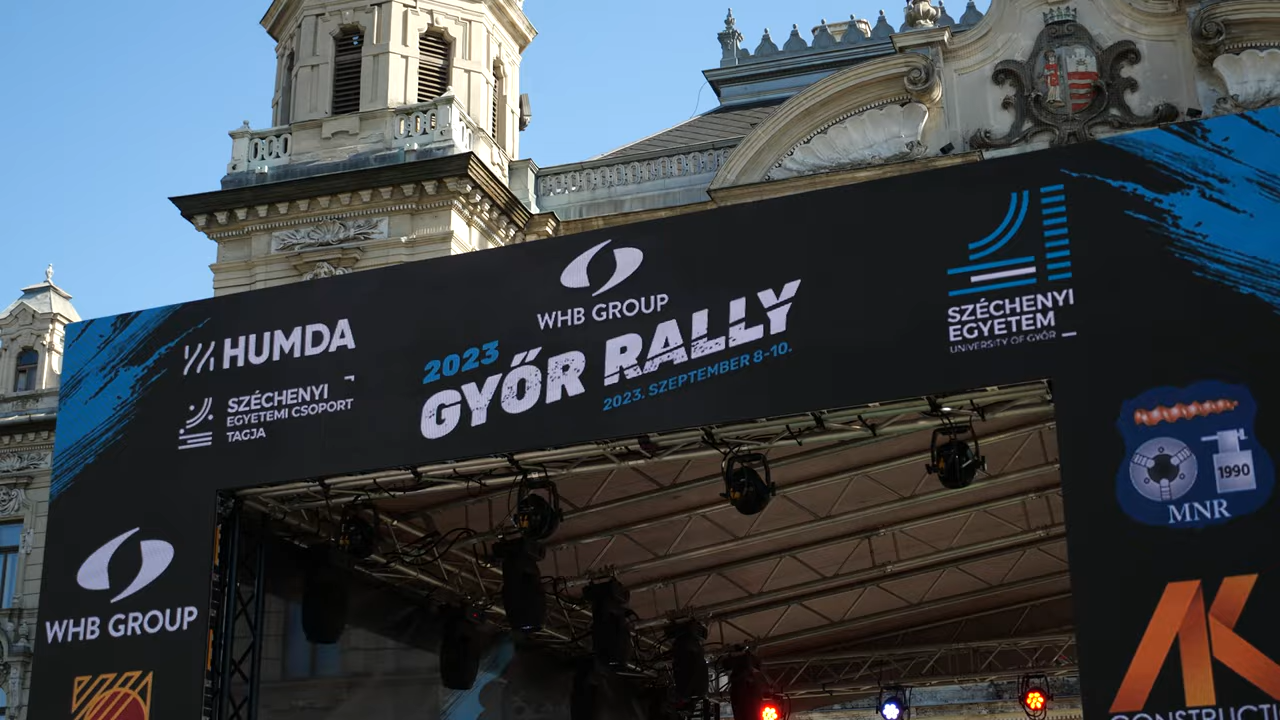 HUMDA
SZÉCHENYI
EGYETEMI CSOPORT
TAGJA
WHB GROUP
2023
GYŐR RALLY
2023. SZEPTEMBER 8-10.
SZÉCHENYI
EGYETEM
UNIVERSITY OF GYŐR
1990
MNR
WHB GROUP